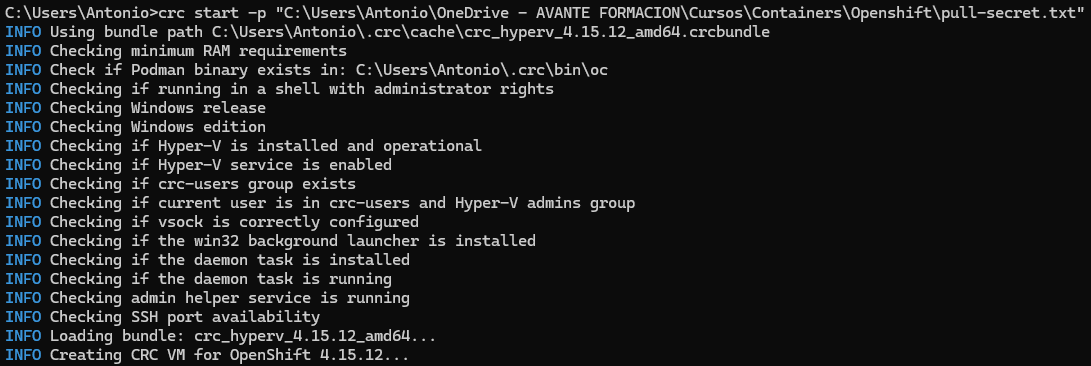 C:\Users\Antonio>crc start -p "C:\Users\Antonio\OneDrive - AVANTE FORMACION\Cursos\Containers\Openshift\pull-secret.txt"
INFO Using bundle path C:\Users\Antonio\.crc\cache\crc_hyperv_4.15.12_amd64.crcbundle
INFO Checking minimum RAM requirements
INFO Check if Podman binary exists in: C:\Users\Antonio\.crc\bin\oc
INFO Checking if running in a shell with administrator rights
INFO Checking Windows release
INFO Checking Windows edition
INFO Checking if Hyper-V is installed and operational
INFO Checking if Hyper-V service is enabled
INFO Checking if crc-users group exists
INFO Checking if current user is in crc-users and Hyper-V admins group
INFO Checking if vsock is correctly configured
INFO Checking if the win32 background launcher is installed
INFO Checking if the daemon task is installed
INFO Checking if the daemon task is running
INFO Checking admin helper service is running
INFO Checking SSH port availability
INFO Loading bundle: crc_hyperv_4.15.12_amd64...
INFO Creating CRC VM for OpenShift 4.15.12...